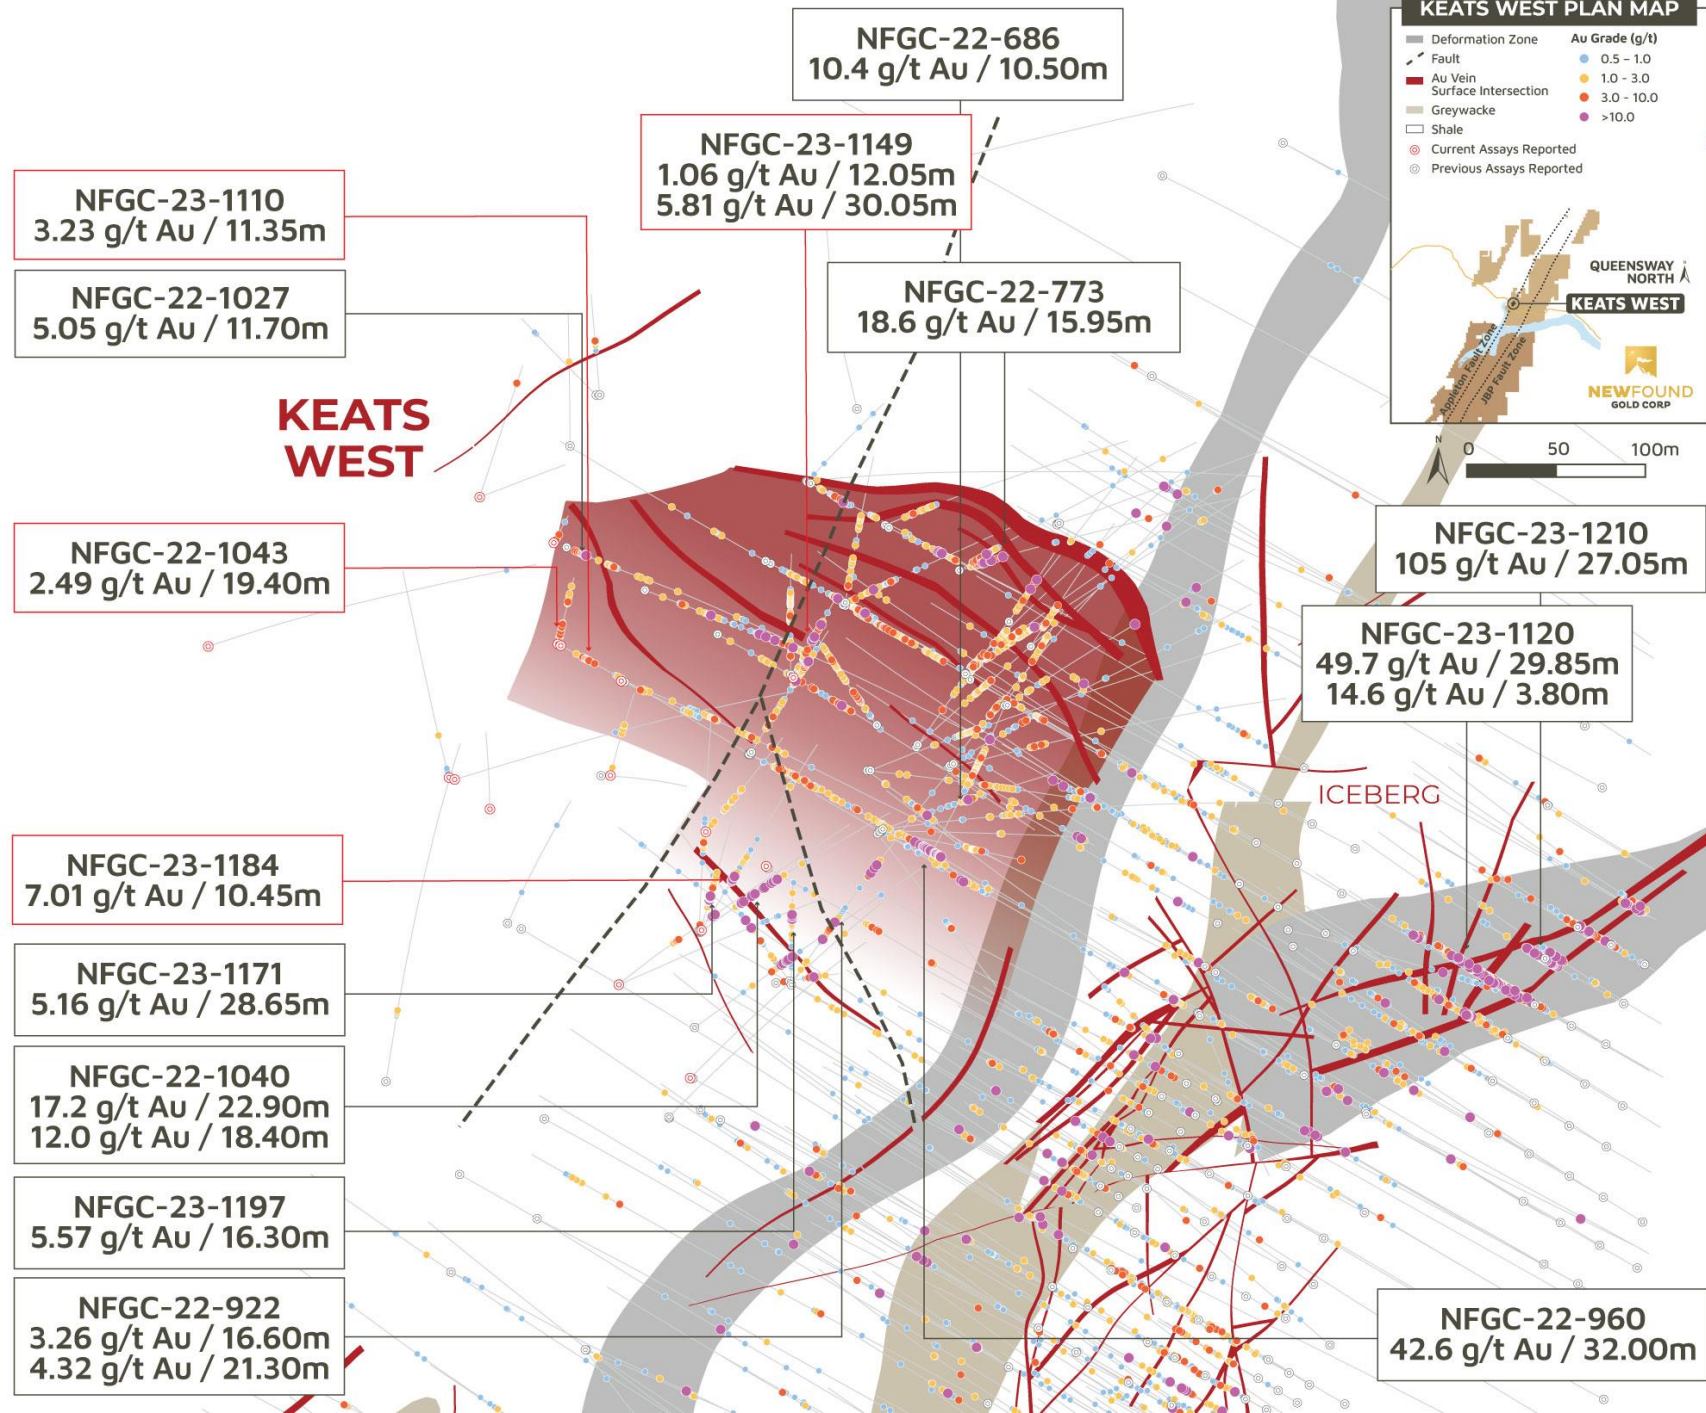 NFGC-22-686
10.4 g/t Au / 10.50m
NFGC-23-1149
1.06 g/t Au / 12.05m
5.81 g/t Au / 30.05m
NFGC-23-1110
3.23 g/t Au / 11.35m
NFGC-22-1027
5.05 g/t Au / 11.70m
NFGC-22-773
18.6 g/t Au / 15.95m
KEATS
WEST
NFGC-22-1043
2.49 g/t Au / 19.40m
NFGC-23-1184
7.01 g/t Au / 10.45m
NFGC-23-1171
5.16 g/t Au / 28.65m
NFGC-22-1040
17.2 g/t Au / 22.90m
12.0 g/t Au / 18.40m
NFGC-23-1197
5.57 g/t Au / 16.30m
NFGC-22-922
3.26 g/t Au / 16.60m
4.32 g/t Au / 21.30m
KEATS WEST PLAN MAP
Deformation Zone
Fault
Au Vein
Surface Intersection
Greywacke
Shale
Current Assays Reported
Previous Assays Reported
Au Grade (g/t)
0.5 - 1.0
1.0 - 3.0
3.0 - 10.0
>10.0
QUEENSWAY
NORTH
KEATS WEST
Appleton Fault Zone
JBP Fault Zone
NEWFOUND
GOLD CORP
N
0 50 100m
NFGC-23-1210
105 g/t Au / 27.05m
NFGC-23-1120
49.7 g/t Au / 29.85m
14.6 g/t Au / 3.80m
ICEBERG
NFGC-22-960
42.6 g/t Au / 32.00m